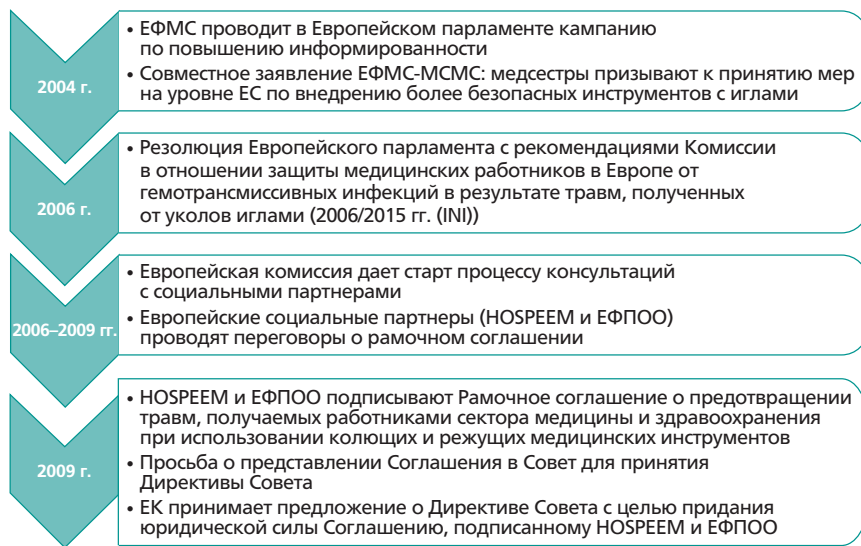 2004 г.
• ЕФМС проводит в Европейском парламенте кампанию
по повышению информированности
• Совместное заявление ЕФМС-МСМС: медсестры призывают к принятию мер
на уровне ЕС по внедрению более безопасных инструментов с иглами
2006 г.
• Резолюция Европейского парламента с рекомендациями Комиссии
в отношении защиты медицинских работников в Европе от
гемотрансмиссивных инфекций в результате травм, полученных
от уколов иглами (2006/2015 гг. (INI))
2006–2009 гг.
• Европейская комиссия дает старт процессу консультаций
с социальными партнерами
• Европейские социальные партнеры (HOSPEEM и ЕФПОО)
проводят переговоры о рамочном соглашении
2009 г.
• HOSPEEM и ЕФПОО подписывают Рамочное соглашение о предотвращении
травм, получаемых работниками сектора медицины и здравоохранения
при использовании колющих и режущих медицинских инструментов
• Просьба о представлении Соглашения в Совет для принятия
Директивы Совета
• ЕК принимает предложение о Директиве Совета с целью придания
юридической силы Соглашению, подписанному HOSPEEM и ЕФПОО